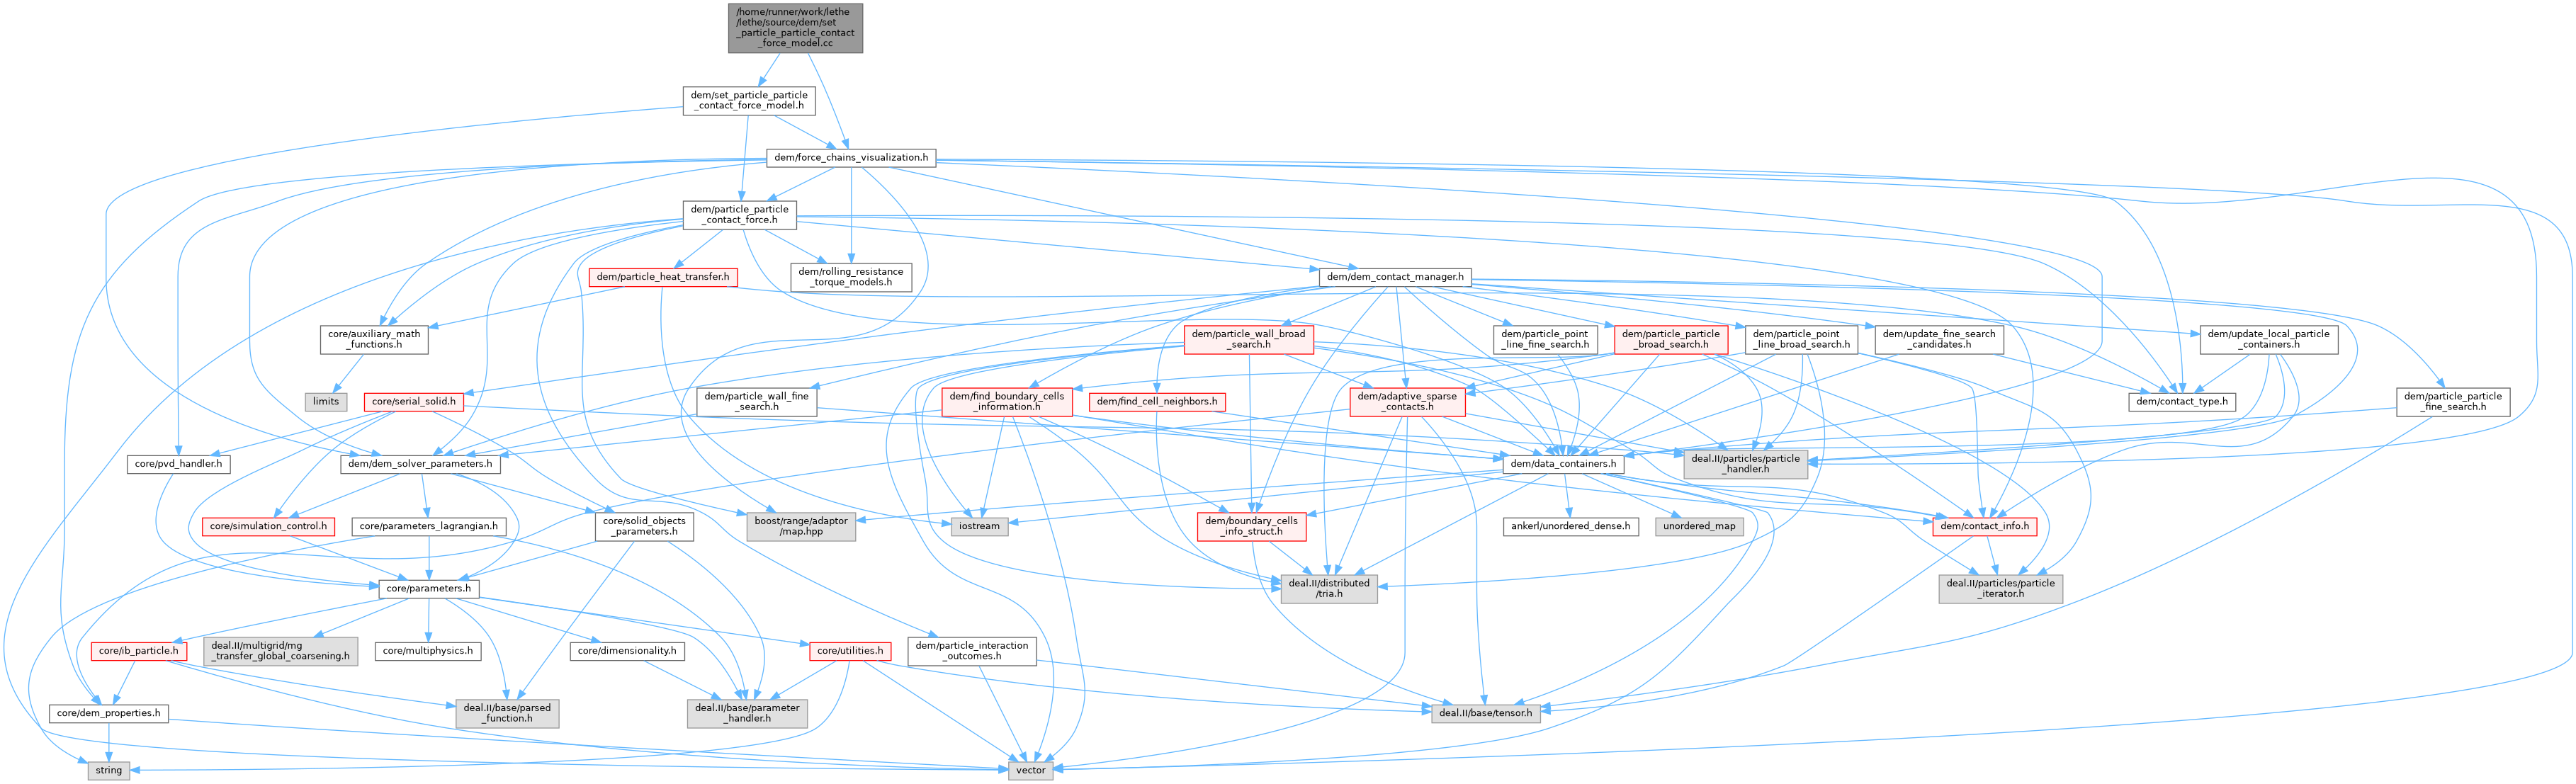 /home/runner/work/lethe
/lethe/source/dem/set
_particle_particle_contact
_force_model.cc
dem/set_particle_particle
_contact_force_model.h
dem/force_chains_visualization.h
dem/particle_particle
_contact_force.h
dem/particle_heat_transfer.h
dem/rolling_resistance
_torque_models.h
dem/dem_contact_manager.h
core/auxiliary_math
_functions.h
dem/particle_wall_broad
_search.h
dem/particle_point
_line_fine_search.h
dem/particle_particle
_broad_search.h
dem/particle_point
_line_broad_search.h
dem/update_fine_search
_candidates.h
dem/update_local_particle
_containers.h
limits
core/serial_solid.h
dem/particle_wall_fine
_search.h
dem/find_boundary_cells
_information.h
dem/find_cell_neighbors.h
dem/adaptive_sparse
_contacts.h
dem/contact_type.h
dem/particle_particle
_fine_search.h
core/pvd_handler.h
dem/dem_solver_parameters.h
dem/data_containers.h
deal.II/particles/particle
_handler.h
core/simulation_control.h
core/parameters_lagrangian.h
core/solid_objects
_parameters.h
boost/range/adaptor
/map.hpp
iostream
dem/boundary_cells
_info_struct.h
ankerl/unordered_dense.h
unordered_map
dem/contact_info.h
core/parameters.h
deal.II/distributed
/tria.h
deal.II/particles/particle
_iterator.h
core/ib_particle.h
deal.II/multigrid/mg
_transfer_global_coarsening.h
core/multiphysics.h
core/dimensionality.h
core/utilities.h
dem/particle_interaction
_outcomes.h
core/dem_properties.h
deal.II/base/parsed
_function.h
deal.II/base/parameter
_handler.h
deal.II/base/tensor.h
string
vector